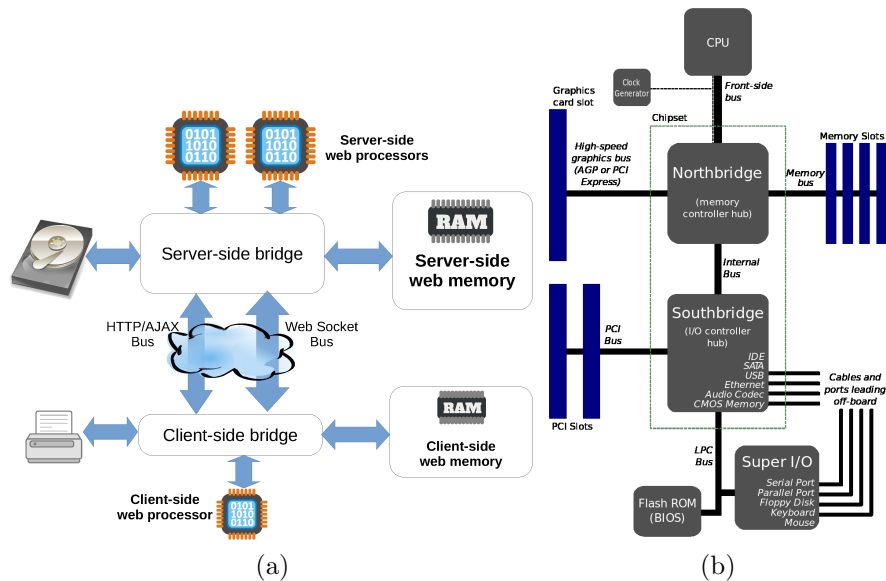 0101
1010
0110
0101
1010
0110
Server-side
web processors
Server-side bridge
RAM
Server-side
web memory
HTTP/AJAX
Bus
Web Socket
Bus
Client-side bridge
RAM
Client-side
web memory
Client-side
web processor
0101
1010
0110
(a)
CPU
Clock
Generator
Front-side
bus
Graphics
card slot
Chipset
Memory Slots
High-speed
graphics bus
(AGP or PCI
Express)
Northbridge
(memory
controller hub)
Memory
bus
Internal
Bus
Southbridge
(I/O controller
hub)
PCI
Bus
IDE
SATA
USB
Ethernet
Audio Codec
CMOS Memory
Cables and
ports leading
off-board
PCI Slots
LPC
Bus
Super I/O
Serial Port
Parallel Port
Floppy Disk
Keyboard
Mouse
Flash ROM
(BIOS)
(b)